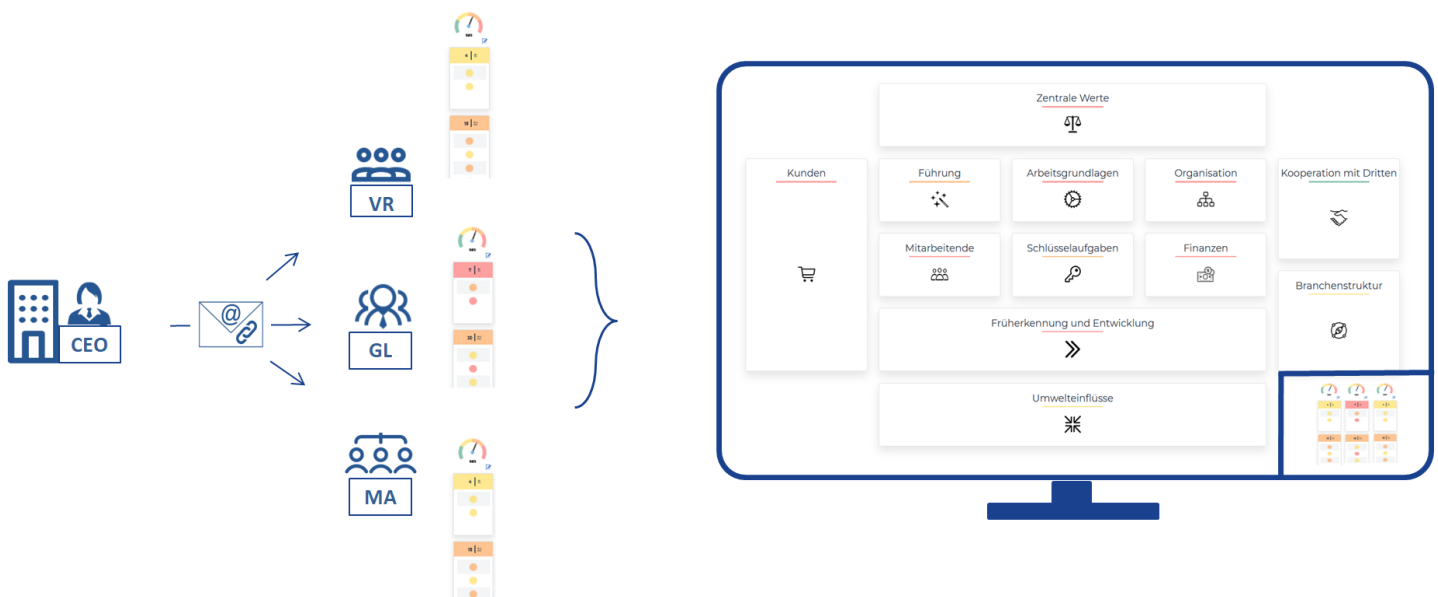 VR
CEO
@
GL
MA
Zentrale Werte
Kunden
Führung
Arbeitsgrundlagen
Organisation
Kooperation mit Dritten
Mitarbeitende
Schlüsselaufgaben
Finanzen
Branchenstruktur
Früherkennung und Entwicklung
Umwelteinflüsse